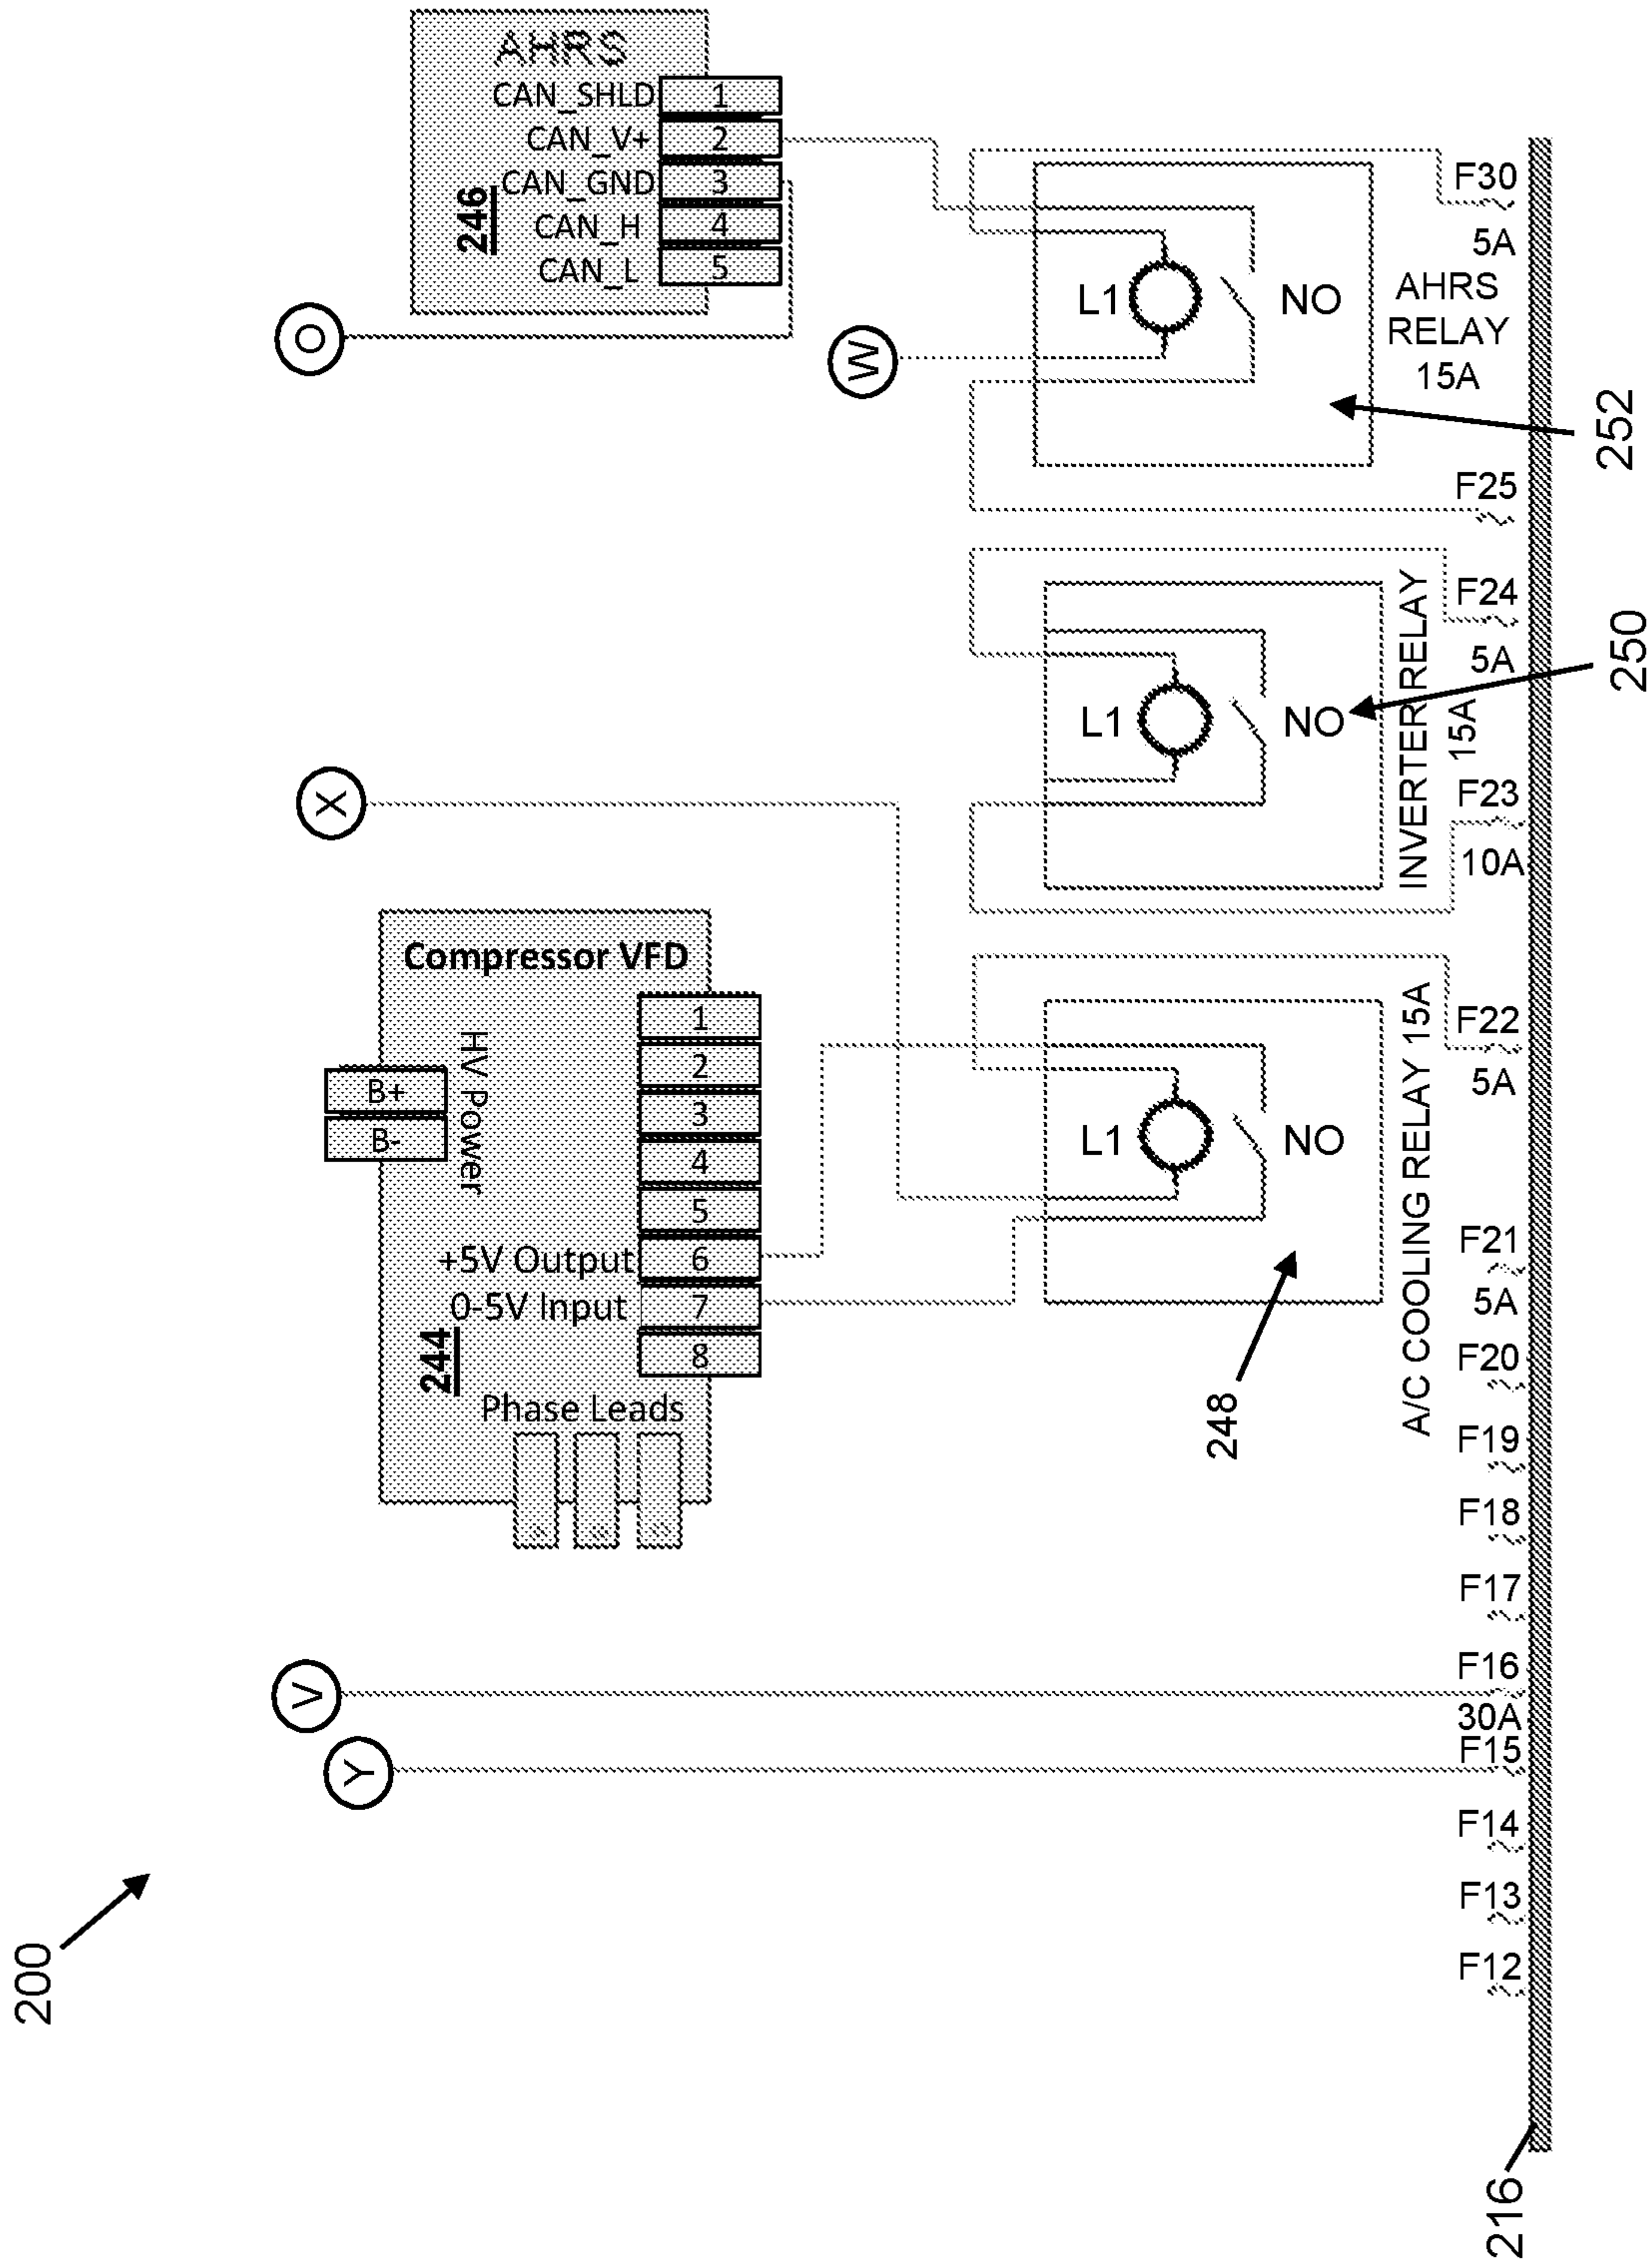 AHRS
CAN_SHLD 1
CAN_V+ 2
CAN_GND 3
CAN_H 4
CAN_L 5
246
O
W
L1
NO
F30
5A
AHRS
RELAY
15A
252
F25
X
L1
NO
F24
5A
INVERTER RELAY
15A
F23
10A
250
Compressor VFD
HV Power
B+
B-
1
2
3
4
5
+5V Output 6
0-5V Input 7
8
244
Phase Leads
L1
NO
248
A/C COOLING RELAY 15A
F22
5A
F21
5A
F20
F19
F18
F17
V
F16
30A
Y
F15
F14
F13
F12
200
216